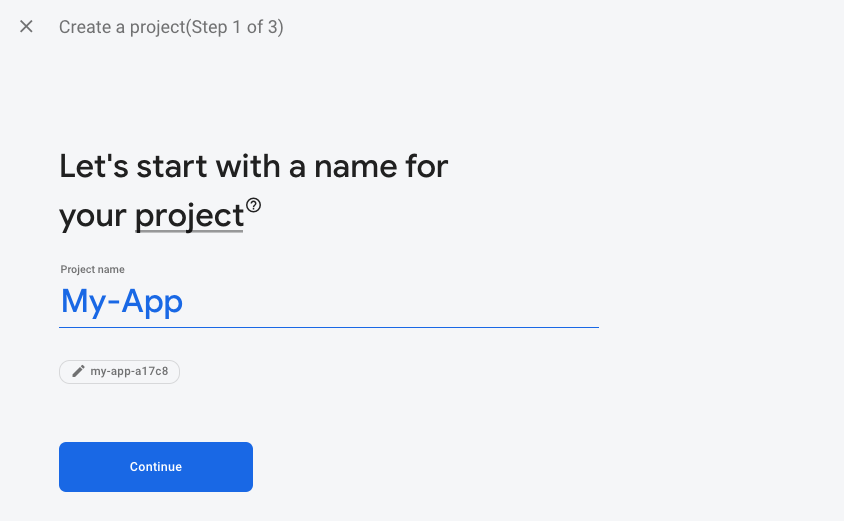 Create a project(Step 1 of 3)
Let's start with a name for
your project
Project name
My-App
my-app-a17c8
Continue